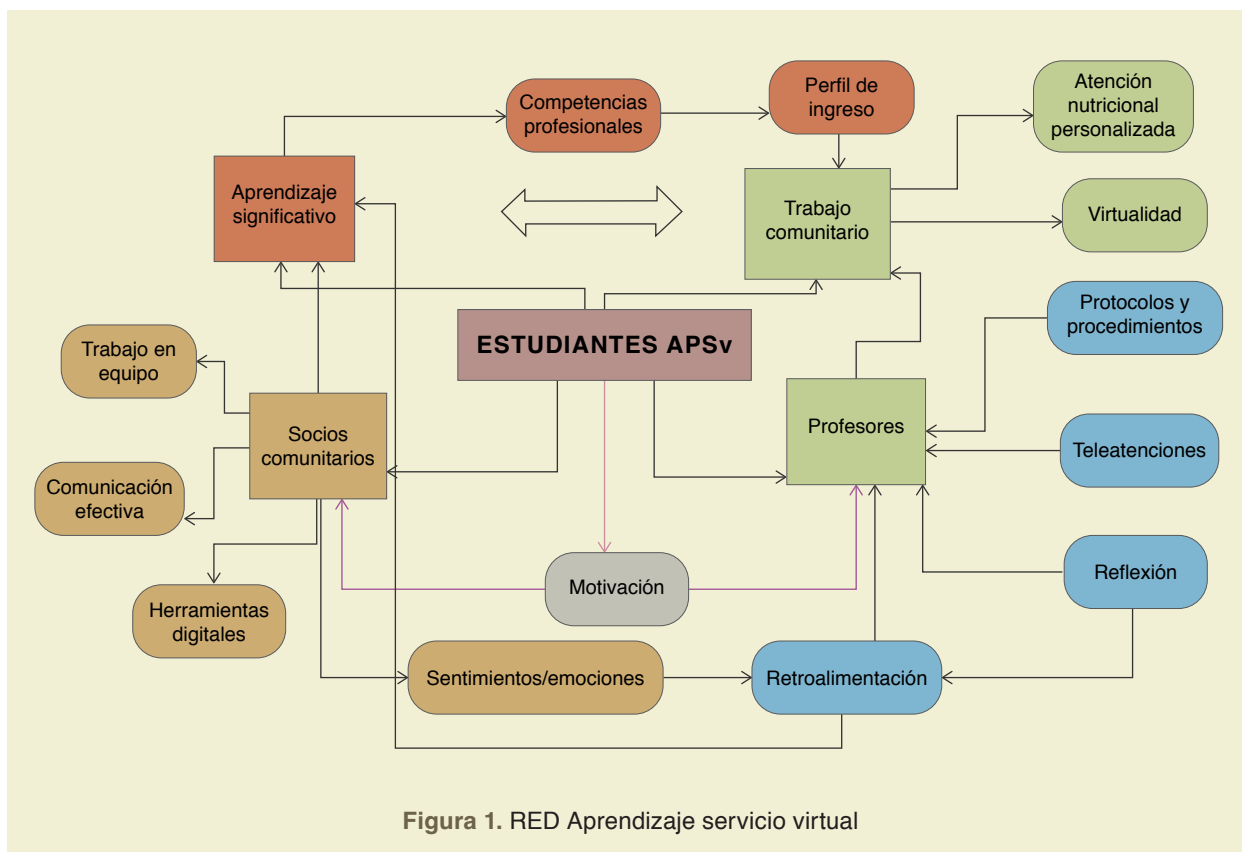 Competencias
profesionales
Perfil de
ingreso
Atención
nutricional
personalizada
Aprendizaje
significativo
Trabajo
comunitario
Virtualidad
ESTUDIANTES APSv
Protocolos y
procedimientos
Trabajo en
equipo
Socios
comunitarios
Profesores
Teleatenciones
Comunicación
efectiva
Motivación
Reflexión
Herramientas
digitales
Sentimientos/emociones
Retroalimentación
Figura 1. RED Aprendizaje servicio virtual